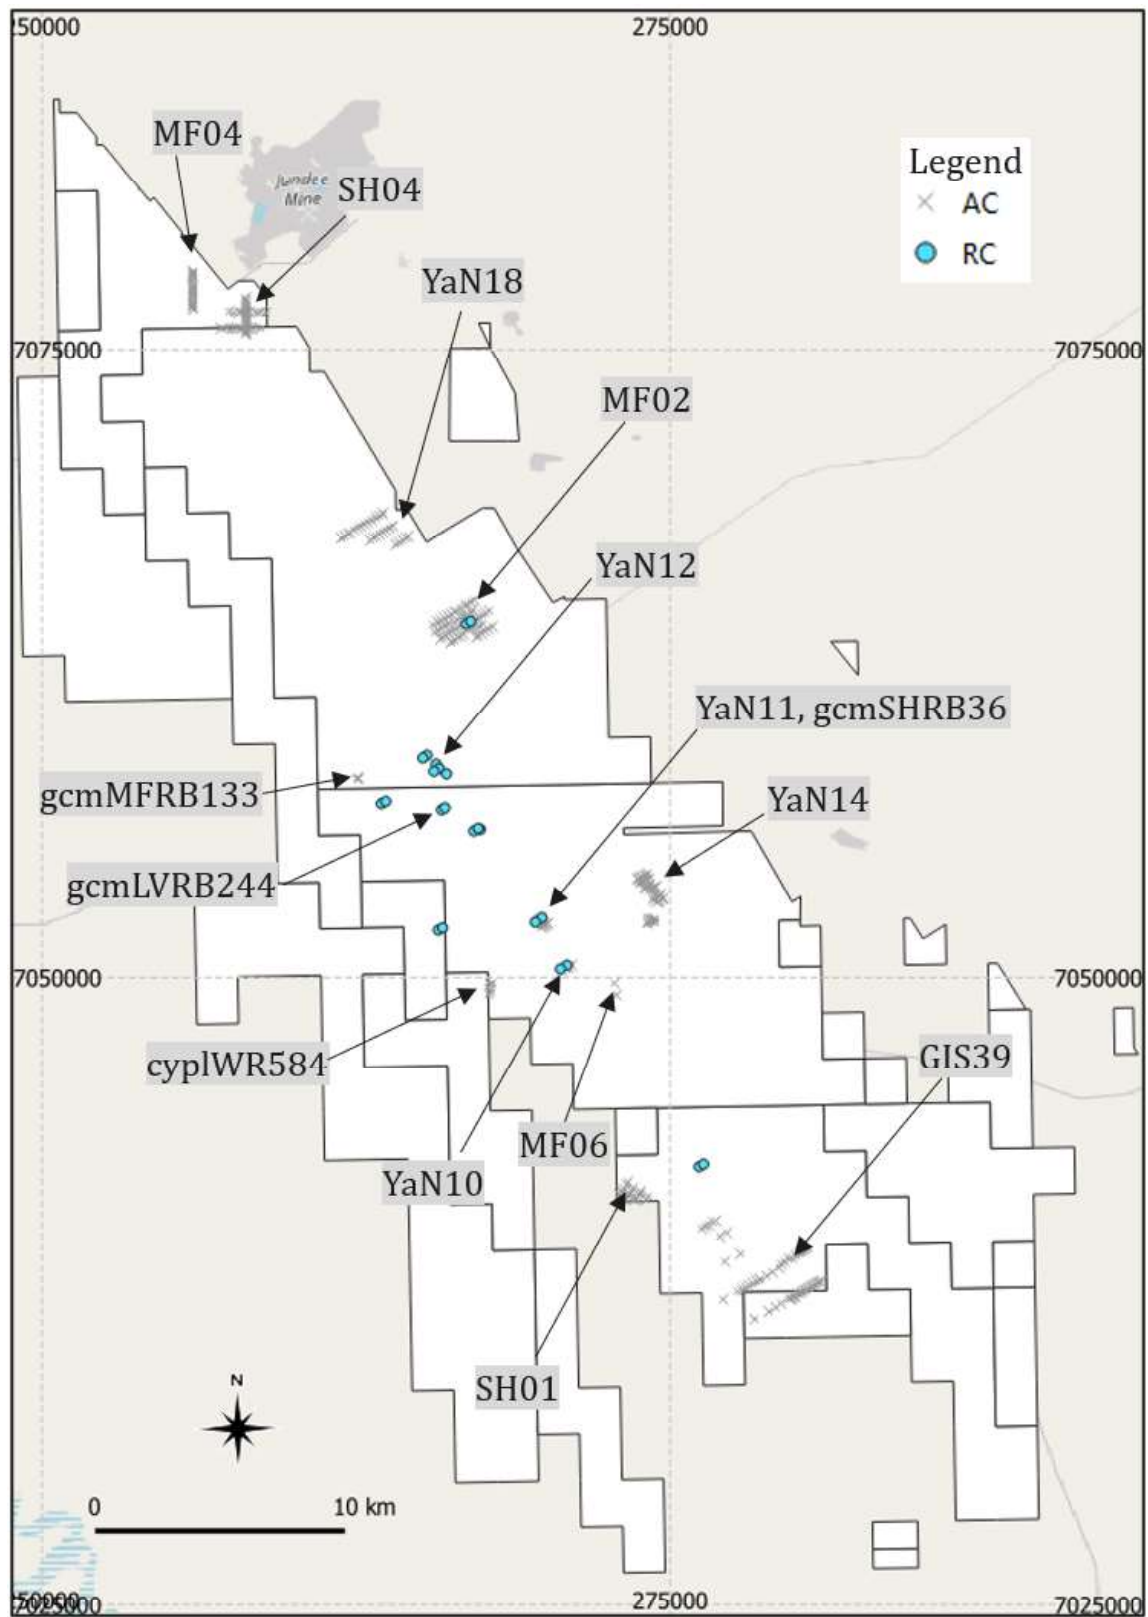 250000 275000
MF04
Legend
Jundee
Mine
SH04
AC
RC
YaN18
7075000 7075000
MF02
YaN12
YaN11, gcmSHRB36
gcmMFRB133
YaN14
gcmLVRB244
7050000 7050000
cyplWR584
GIS39
MF06
YaN10
SH01
N
0 10 km
250000 275000
7025000 7025000